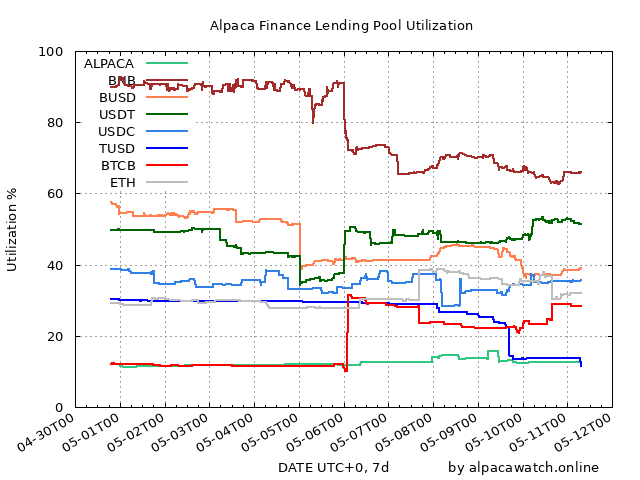 Alpaca Finance Lending Pool Utilization
100
80
60
40
20
0
Utilization %
ALPACA
BNB
BUSD
USDT
USDC
TUSD
BTCB
ETH
04-30T00
05-01T00
05-02T00
05-03T00
05-04T00
05-05T00
05-06T00
05-07T00
05-08T00
05-09T00
05-10T00
05-11T00
05-12T00
DATE UTC+0, 7d
by alpacawatch.online